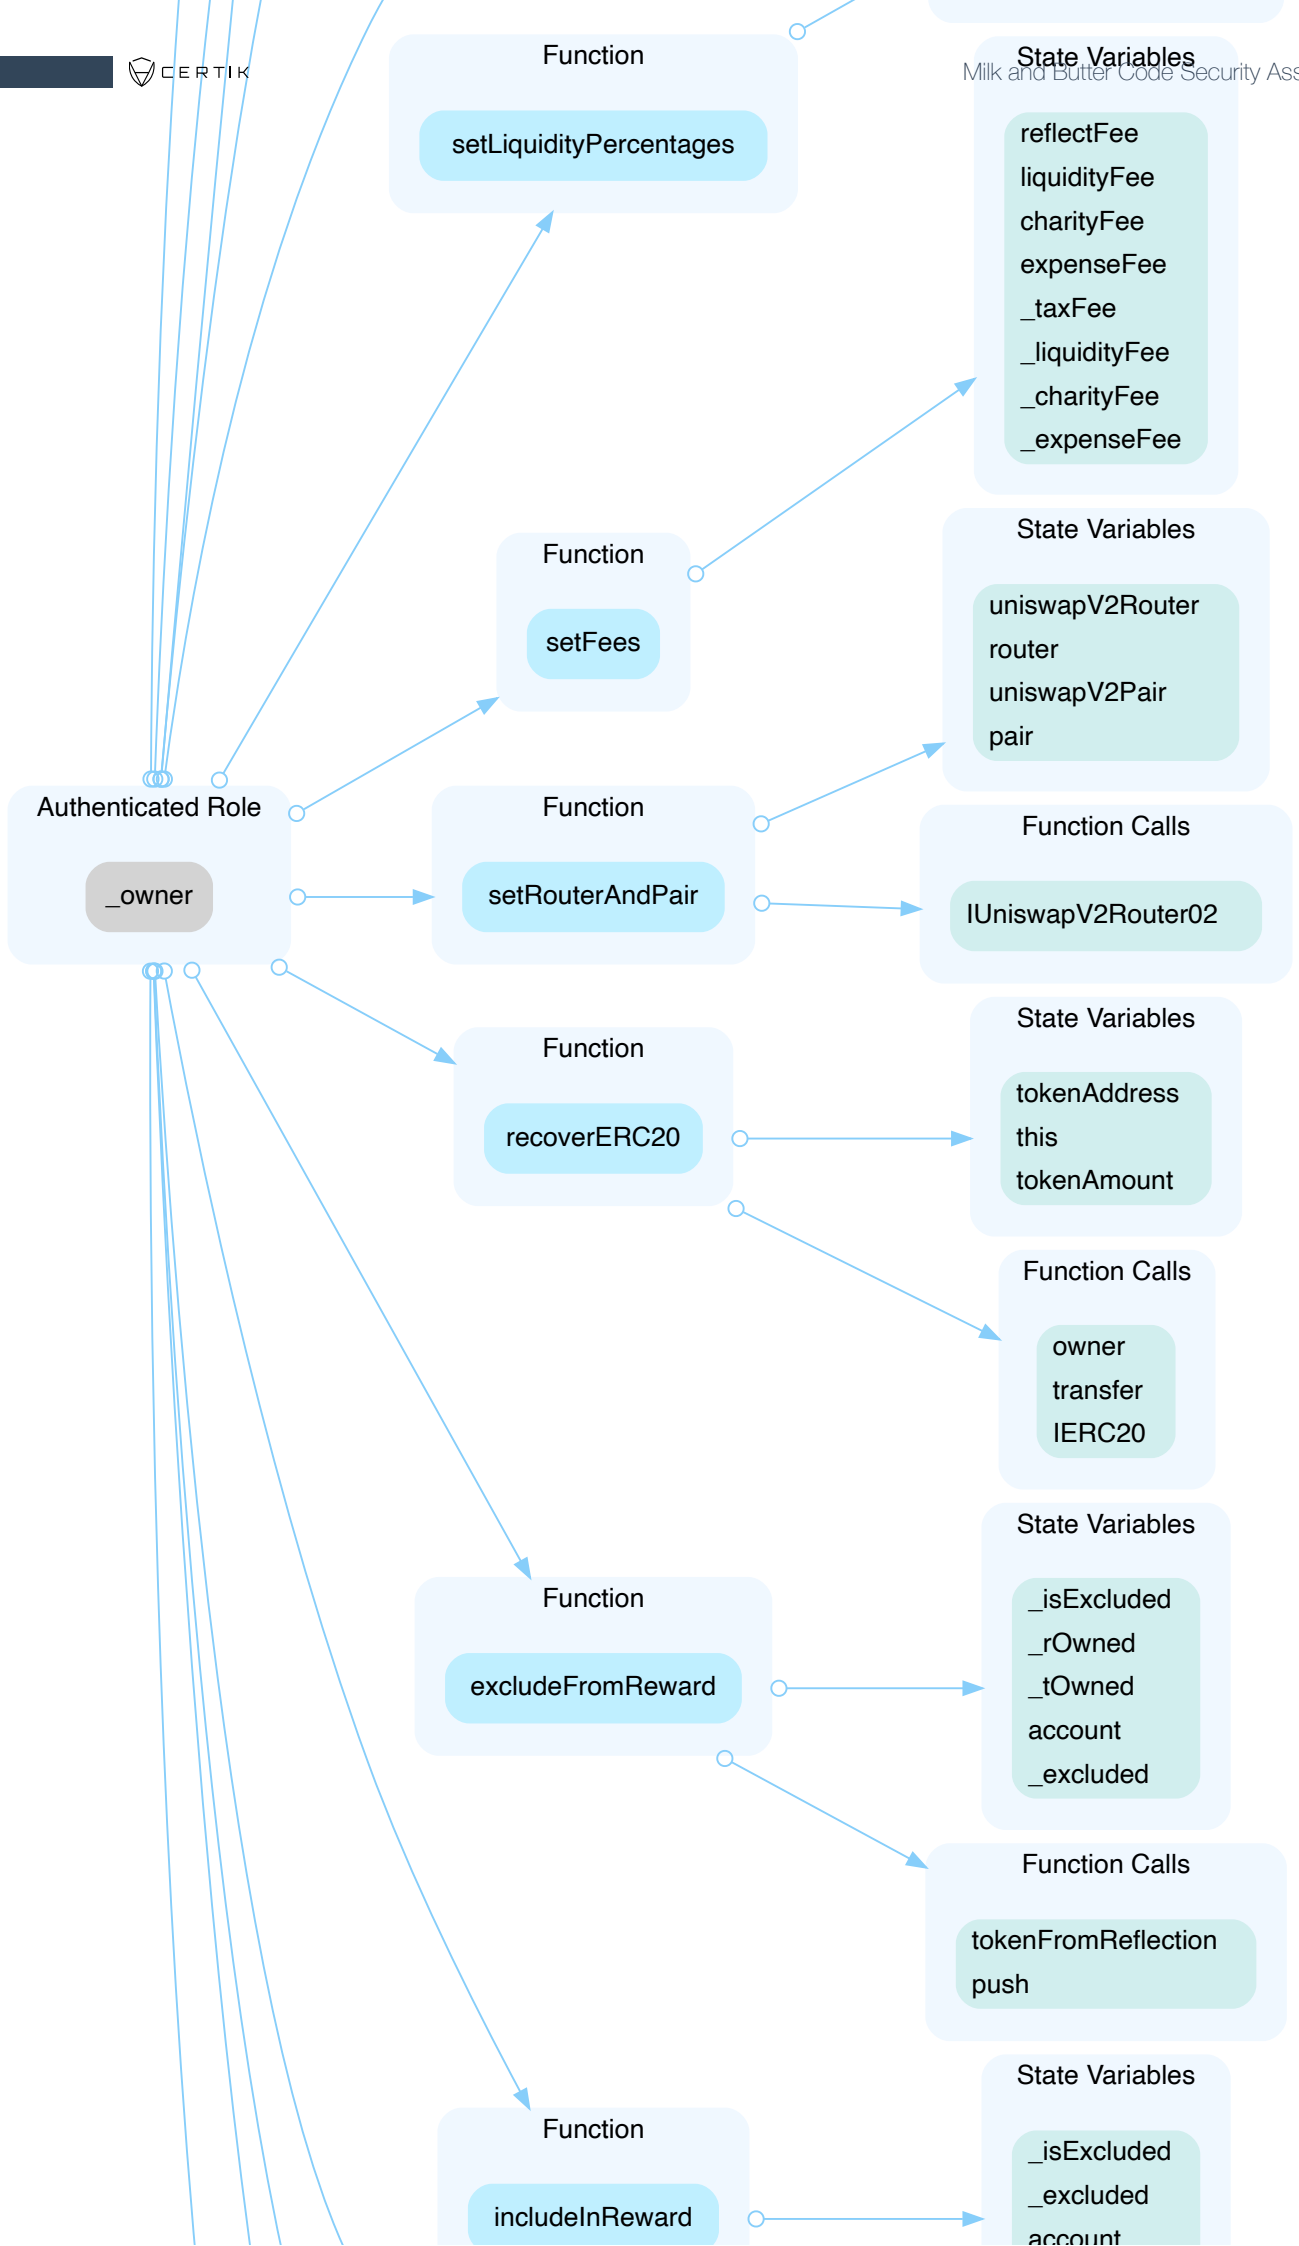 CERTIK
Milk and Butter Code Security Ass
Function
setLiquidityPercentages
State Variables
reflectFee
liquidityFee
charityFee
expenseFee
_taxFee
_liquidityFee
_charityFee
_expenseFee
Function
setFees
State Variables
uniswapV2Router
router
uniswapV2Pair
pair
Authenticated Role
_owner
Function
setRouterAndPair
Function Calls
IUniswapV2Router02
Function
recoverERC20
State Variables
tokenAddress
this
tokenAmount
Function Calls
owner
transfer
IERC20
Function
excludeFromReward
State Variables
_isExcluded
_rOwned
_tOwned
account
_excluded
Function Calls
tokenFromReflection
push
Function
includeInReward
State Variables
_isExcluded
_excluded
account